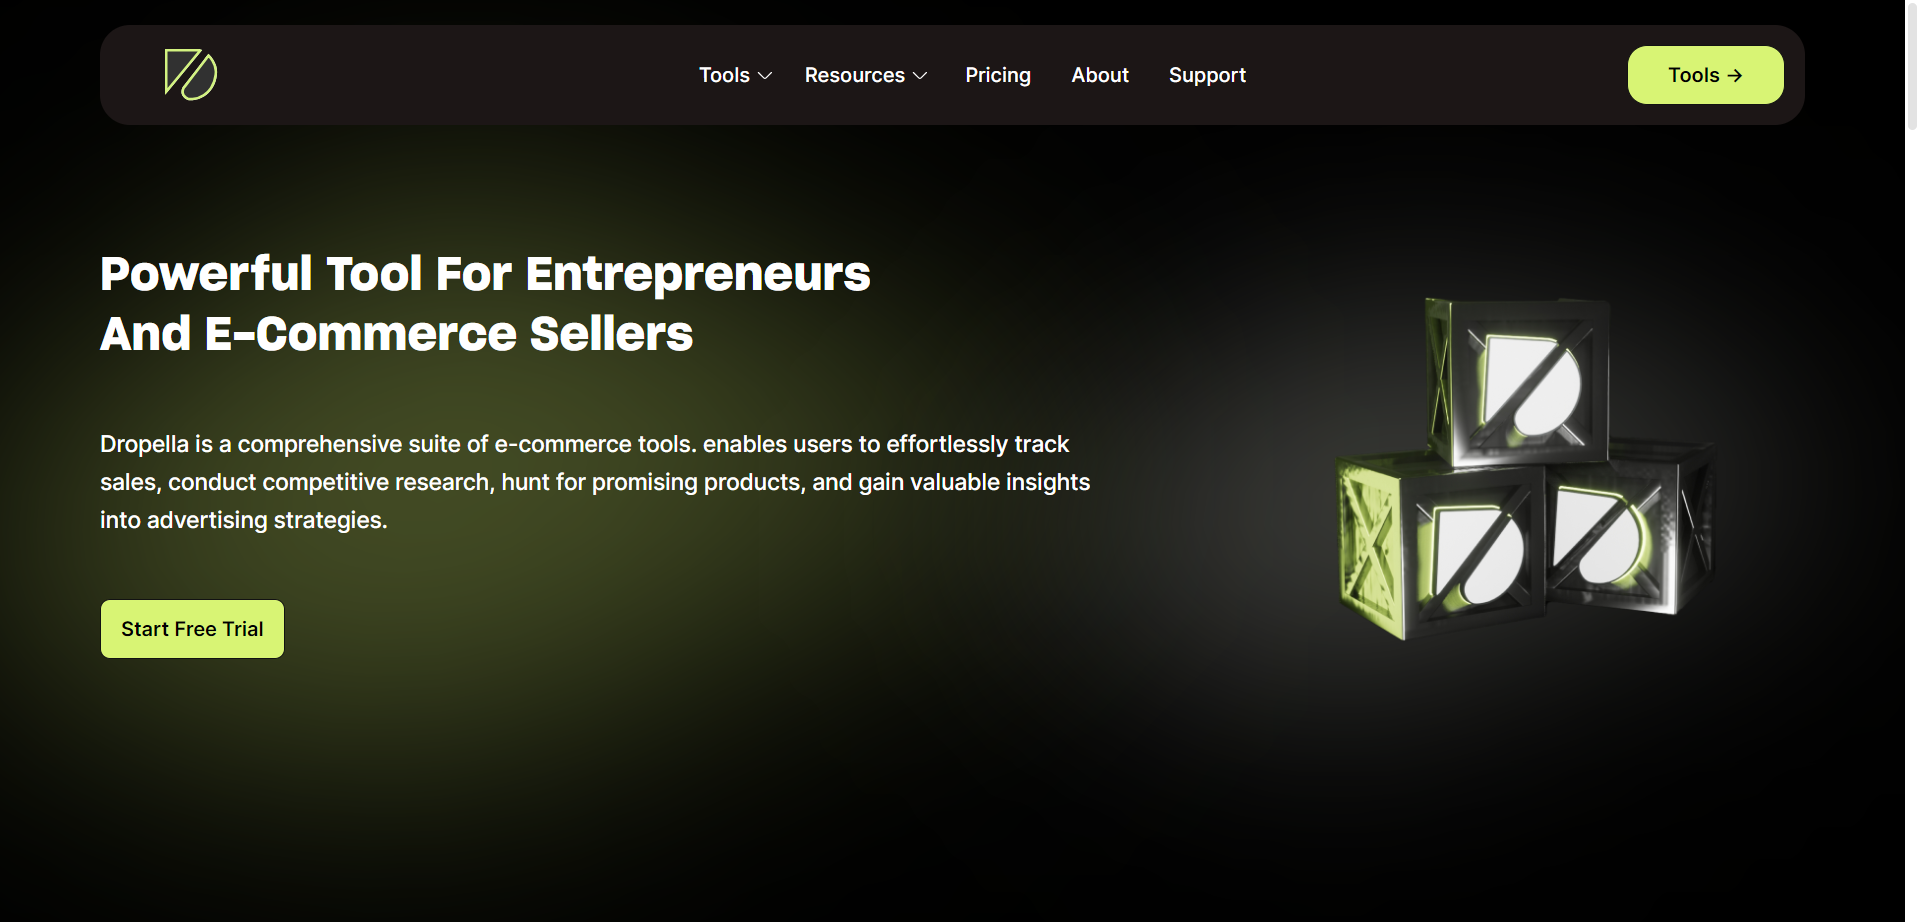 Tools
Resources
Pricing
About
Support
Tools →
Powerful Tool For Entrepreneurs
And E-Commerce Sellers
Dropella is a comprehensive suite of e-commerce tools. enables users to effortlessly track
sales, conduct competitive research, hunt for promising products, and gain valuable insights
into advertising strategies.
Start Free Trial